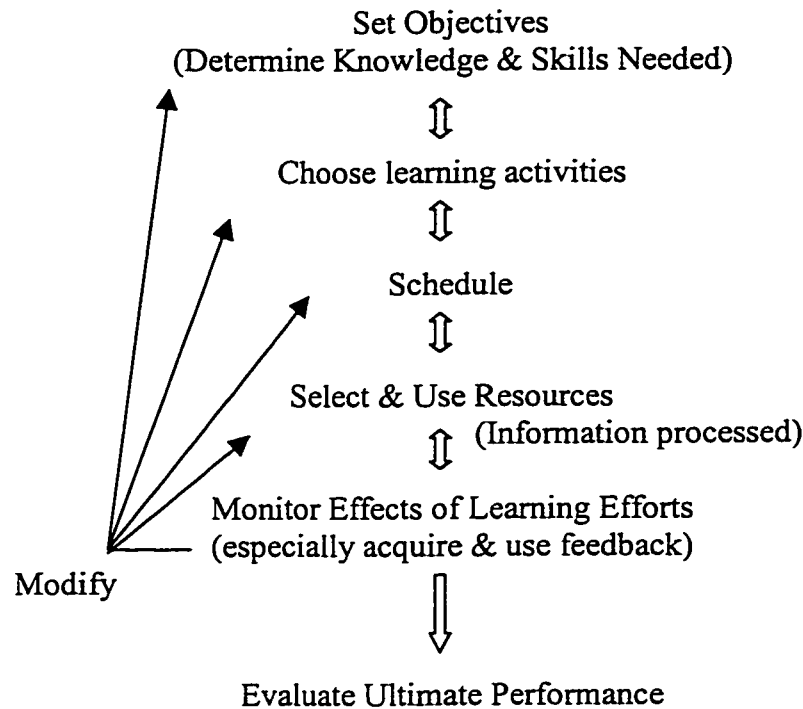 Set Objectives
(Determine Knowledge & Skills Needed)
Choose learning activities
Schedule
Select & Use Resources
(Information processed)
Monitor Effects of Learning Efforts
(especially acquire & use feedback)
Modify
Evaluate Ultimate Performance